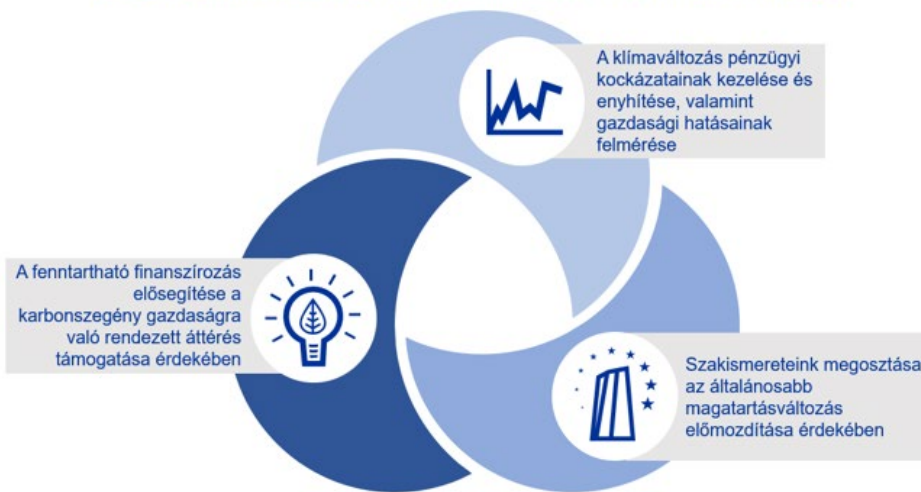 A klímaváltozás pénzügyi
kockázatainak kezelése és
enyhítése, valamint
gazdasági hatásainak
felmérése
A fenntartható finanszírozás
elősegítése a
karbonszegény gazdaságra
való rendezett áttérés
támogatása érdekében
Szakismereteink megosztása
az általánosabb
magatartásváltozás
előmozdítása érdekében